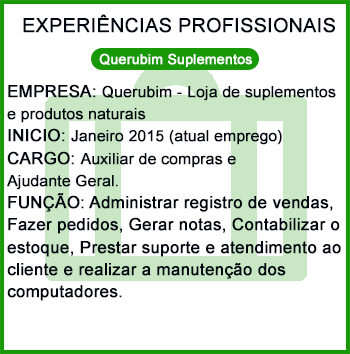 EXPERIÊNCIAS PROFISSIONAIS
Querubim Suplementos
EMPRESA: Querubim - Loja de suplementos
e produtos naturais
INICIO: Janeiro 2015 (atual emprego)
CARGO: Auxiliar de compras e
Ajudante Geral.
FUNÇÃO: Administrar registro de vendas,
Fazer pedidos, Gerar notas, Contabilizar o
estoque, Prestar suporte e atendimento ao
cliente e realizar a manutenção dos
computadores.